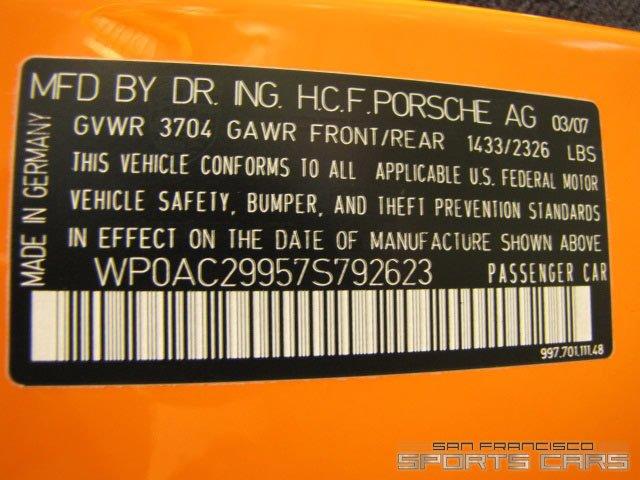 MFD BY DR. ING. H.C.F. PORSCHE AG 03/07
GVWR 3704 GAWR FRONT/REAR 1433/2326 LBS
THIS VEHICLE CONFORMS TO ALL APPLICABLE U.S. FEDERAL MOTOR
VEHICLE SAFETY, BUMPER, AND THEFT PREVENTION STANDARDS
IN EFFECT ON THE DATE OF MANUFACTURE SHOWN ABOVE
WP0AC29957S792623 PASSENGER CAR
MADE IN GERMANY
997.701.111.48
SAN FRANCISCO
SPORTS CARS